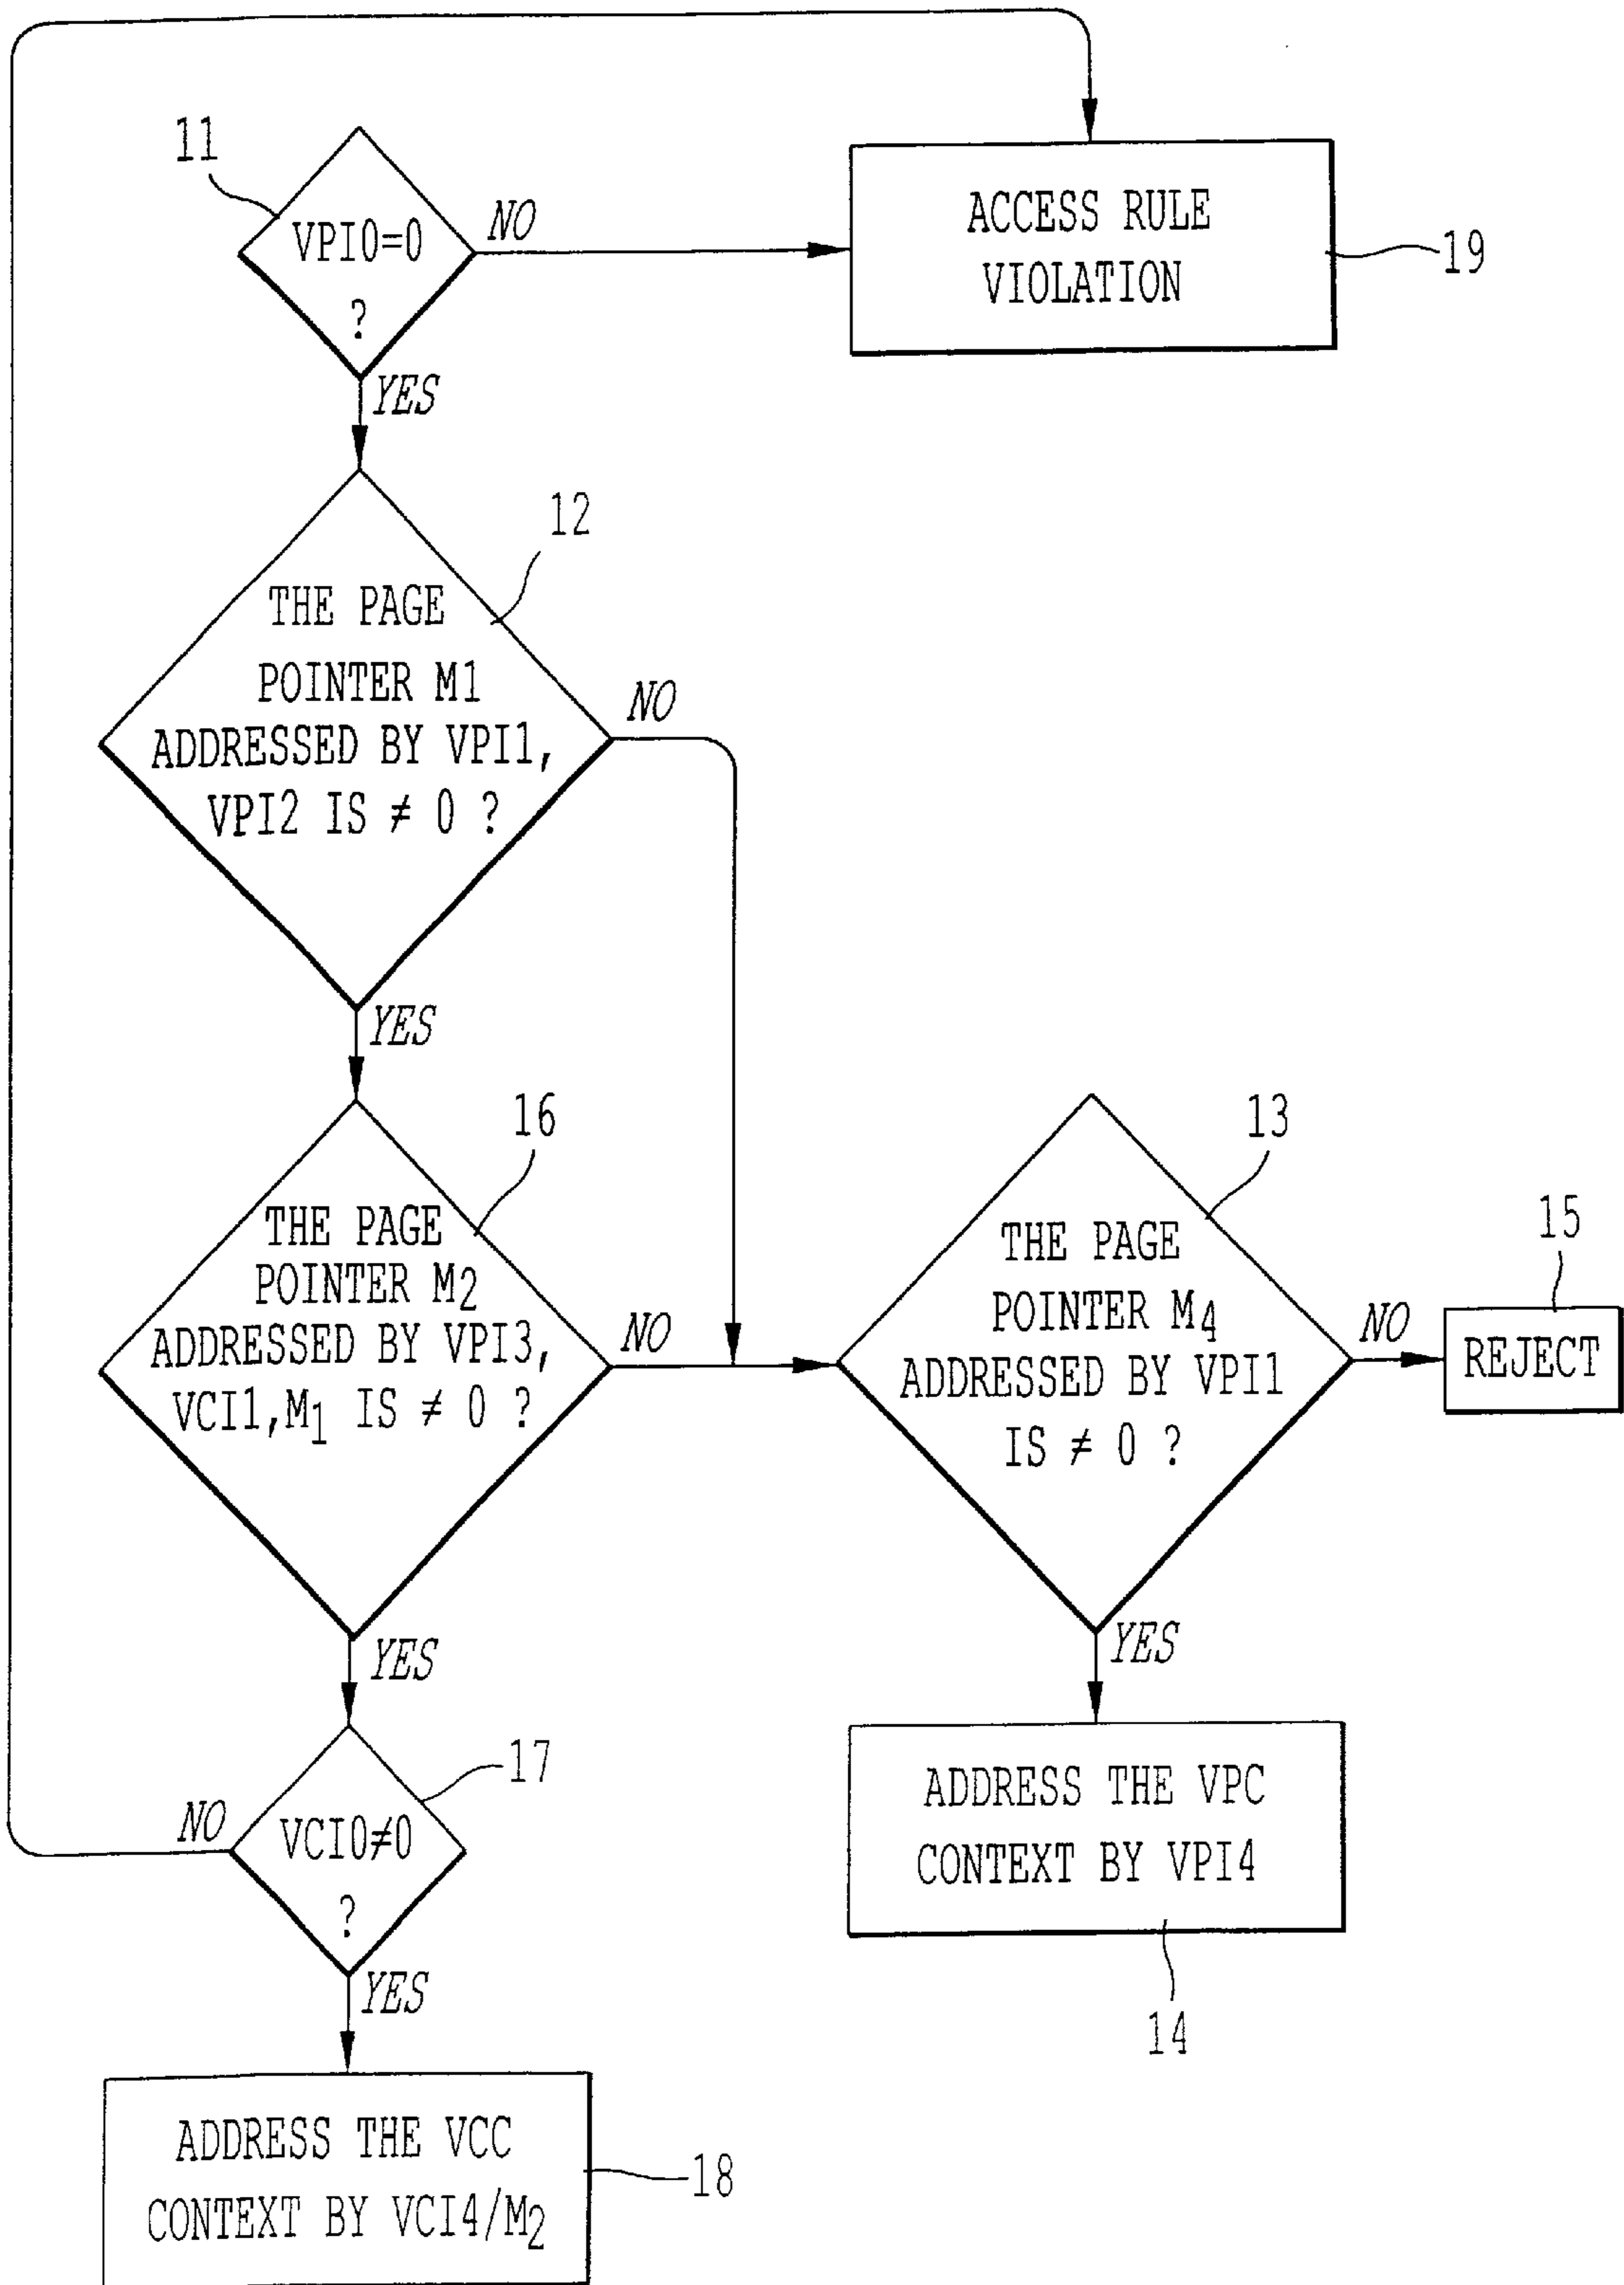 11
VPI0=0
?
NO
YES
ACCESS RULE
VIOLATION
19
12
THE PAGE
POINTER M1
ADDRESSED BY VPI1,
VPI2 IS ≠ 0 ?
NO
YES
16
THE PAGE
POINTER M2
ADDRESSED BY VPI3,
VCI1,M1 IS ≠ 0 ?
NO
YES
13
THE PAGE
POINTER M4
ADDRESSED BY VPI1
IS ≠ 0 ?
NO
15
REJECT
YES
17
VCI0≠0
?
NO
YES
ADDRESS THE VPC
CONTEXT BY VPI4
14
ADDRESS THE VCC
CONTEXT BY VCI4/M2
18